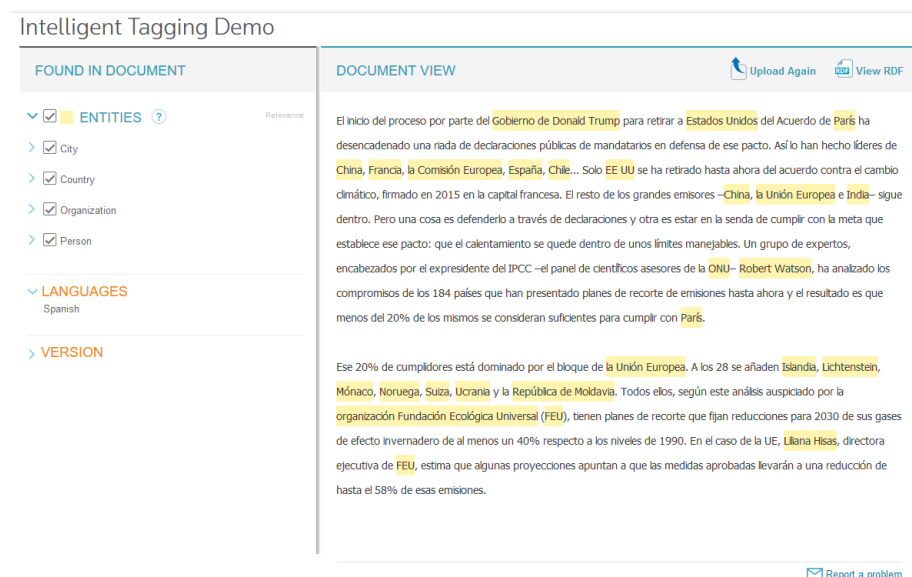 Intelligent Tagging Demo
FOUND IN DOCUMENT
ENTITIES ?
Relevance
City
Country
Organization
Person
LANGUAGES
Spanish
VERSION
DOCUMENT VIEW
Upload Again
RDF View RDF
El inicio del proceso por parte del Gobierno de Donald Trump para retirar a Estados Unidos del Acuerdo de París ha
desencadenado una riada de declaraciones públicas de mandatarios en defensa de ese pacto. Así lo han hecho líderes de
China, Francia, la Comisión Europea, España, Chile... Solo EE UU se ha retirado hasta ahora del acuerdo contra el cambio
climático, firmado en 2015 en la capital francesa. El resto de los grandes emisores –China, la Unión Europea e India– sigue
dentro. Pero una cosa es defenderlo a través de declaraciones y otra es estar en la senda de cumplir con la meta que
establece ese pacto: que el calentamiento se quede dentro de unos límites manejables. Un grupo de expertos,
encabezados por el expresidente del IPCC –el panel de científicos asesores de la ONU– Robert Watson, ha analizado los
compromisos de los 184 países que han presentado planes de recorte de emisiones hasta ahora y el resultado es que
menos del 20% de los mismos se consideran suficientes para cumplir con París.
Ese 20% de cumplidores está dominado por el bloque de la Unión Europea. A los 28 se añaden Islandia, Lichtenstein,
Mónaco, Noruega, Suiza, Ucrania y la República de Moldavia. Todos ellos, según este análisis auspiciado por la
organización Fundación Ecológica Universal (FEU), tienen planes de recorte que fijan reducciones para 2030 de sus gases
de efecto invernadero de al menos un 40% respecto a los niveles de 1990. En el caso de la UE, Liliana Hisas, directora
ejecutiva de FEU, estima que algunas proyecciones apuntan a que las medidas aprobadas llevarán a una reducción de
hasta el 58% de esas emisiones.
Report a problem